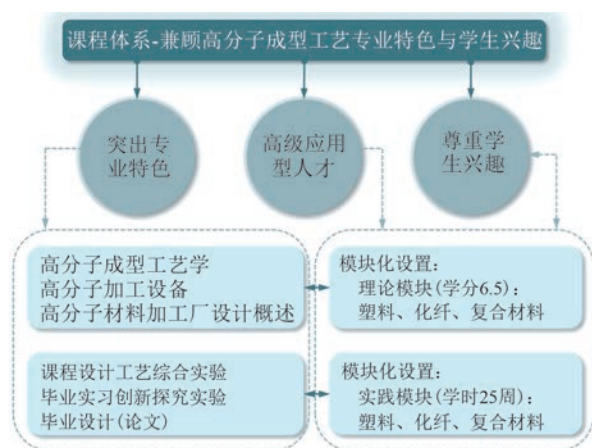 课程体系-兼顾高分子成型工艺专业特色与学生兴趣
突出专
业特色
高级应用
型人才
尊重学
生兴趣
高分子成型工艺学
高分子加工设备
高分子材料加工厂设计概述
模块化设置：
理论模块(学分6.5)：
塑料、化纤、复合材料
课程设计工艺综合实验
毕业实习创新探究实验
毕业设计(论文)
模块化设置：
实践模块(学时25周)：
塑料、化纤、复合材料